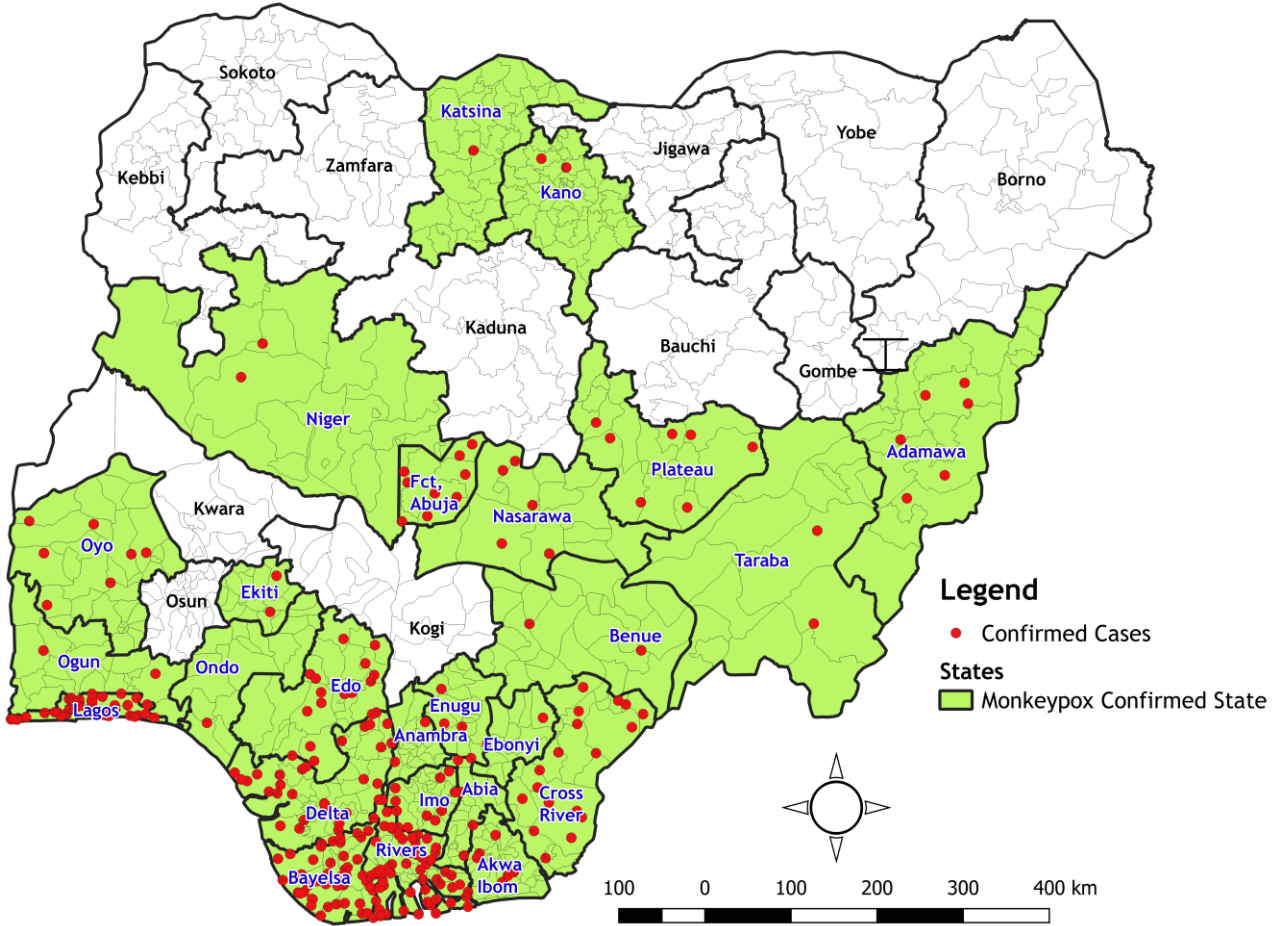 Sokoto
Katsina
Yobe
Jigawa
Zamfara
Kebbi
Borno
Kano
Kaduna
Bauchi
Gombe
Niger
Adamawa
Plateau
Fct,
Abuja
Kwara
Nasarawa
Oyo
Taraba
Ekiti
Osun
Kogi
Benue
Ogun
Ondo
Edo
Enugu
Lagos
Anambra
Ebonyi
Abia
Imo
Cross
River
Delta
Rivers
Bayelsa
Akwa
Ibom
Legend
Confirmed Cases
States
Monkeypox Confirmed State
100 0 100 200 300 400 km